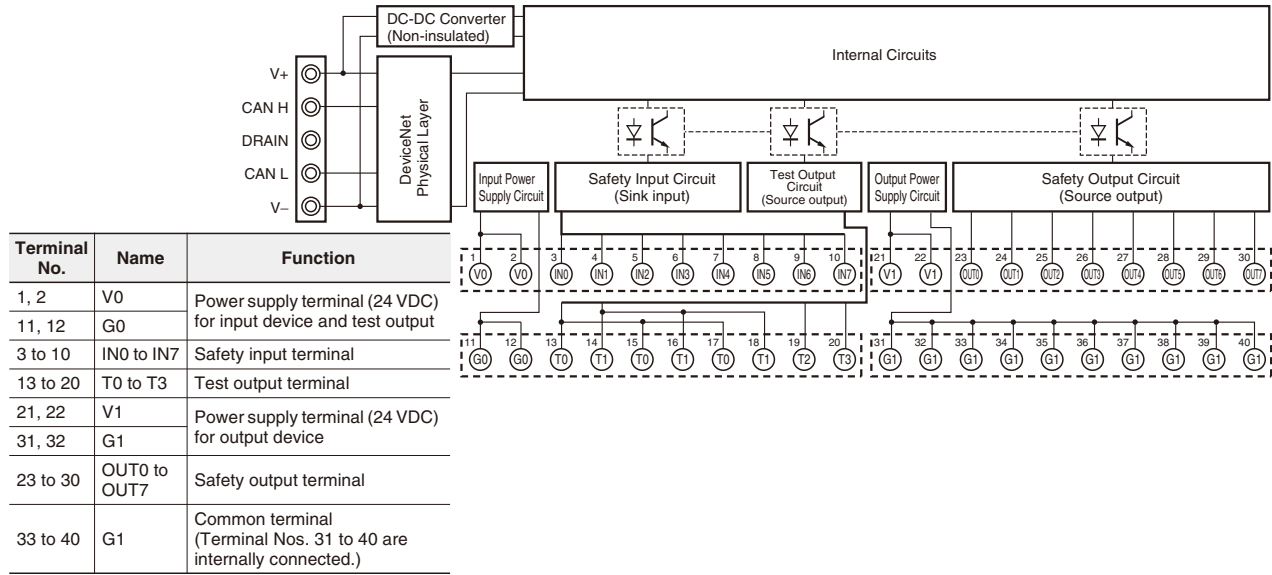 DC-DC Converter
(Non-insulated)
Internal Circuits
V+
CAN H
DRAIN
CAN L
V–
DeviceNet
Physical Layer
Input Power
Supply Circuit
Safety Input Circuit
(Sink input)
Test Output
Circuit
(Source output)
Output Power
Supply Circuit
Safety Output Circuit
(Source output)
1 2 3 4 5 6 7 8 9 10 21 22 23 24 25 26 27 28 29 30
V0 V0 IN0 IN1 IN2 IN3 IN4 IN5 IN6 IN7 V1 V1 OUT0 OUT1 OUT2 OUT3 OUT4 OUT5 OUT6 OUT7
11 12 13 14 15 16 17 18 19 20 31 32 33 34 35 36 37 38 39 40
G0 G0 T0 T1 T0 T1 T0 T1 T2 T3 G1 G1 G1 G1 G1 G1 G1 G1 G1 G1
Terminal
No.
Name
Function
1, 2
V0
Power supply terminal (24 VDC)
for input device and test output
11, 12
G0
3 to 10
IN0 to IN7
Safety input terminal
13 to 20
T0 to T3
Test output terminal
21, 22
V1
Power supply terminal (24 VDC)
for output device
31, 32
G1
23 to 30
OUT0 to
OUT7
Safety output terminal
33 to 40
G1
Common terminal
(Terminal Nos. 31 to 40 are
internally connected.)